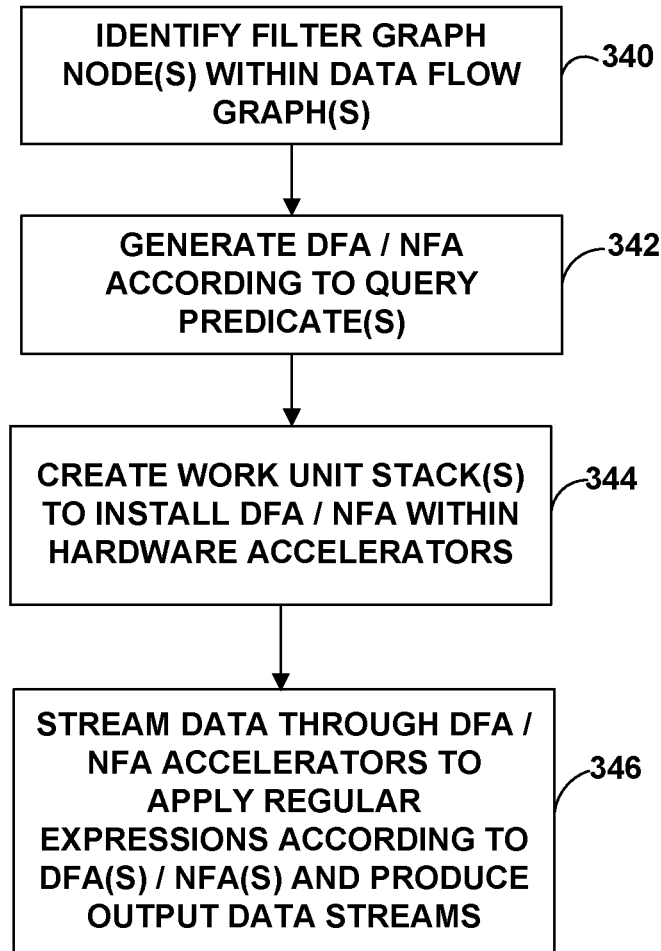 IDENTIFY FILTER GRAPH
NODE(S) WITHIN DATA FLOW
GRAPH(S)
340
GENERATE DFA / NFA
ACCORDING TO QUERY
PREDICATE(S)
342
CREATE WORK UNIT STACK(S)
TO INSTALL DFA / NFA WITHIN
HARDWARE ACCELERATORS
344
STREAM DATA THROUGH DFA /
NFA ACCELERATORS TO
APPLY REGULAR
EXPRESSIONS ACCORDING TO
DFA(S) / NFA(S) AND PRODUCE
OUTPUT DATA STREAMS
346